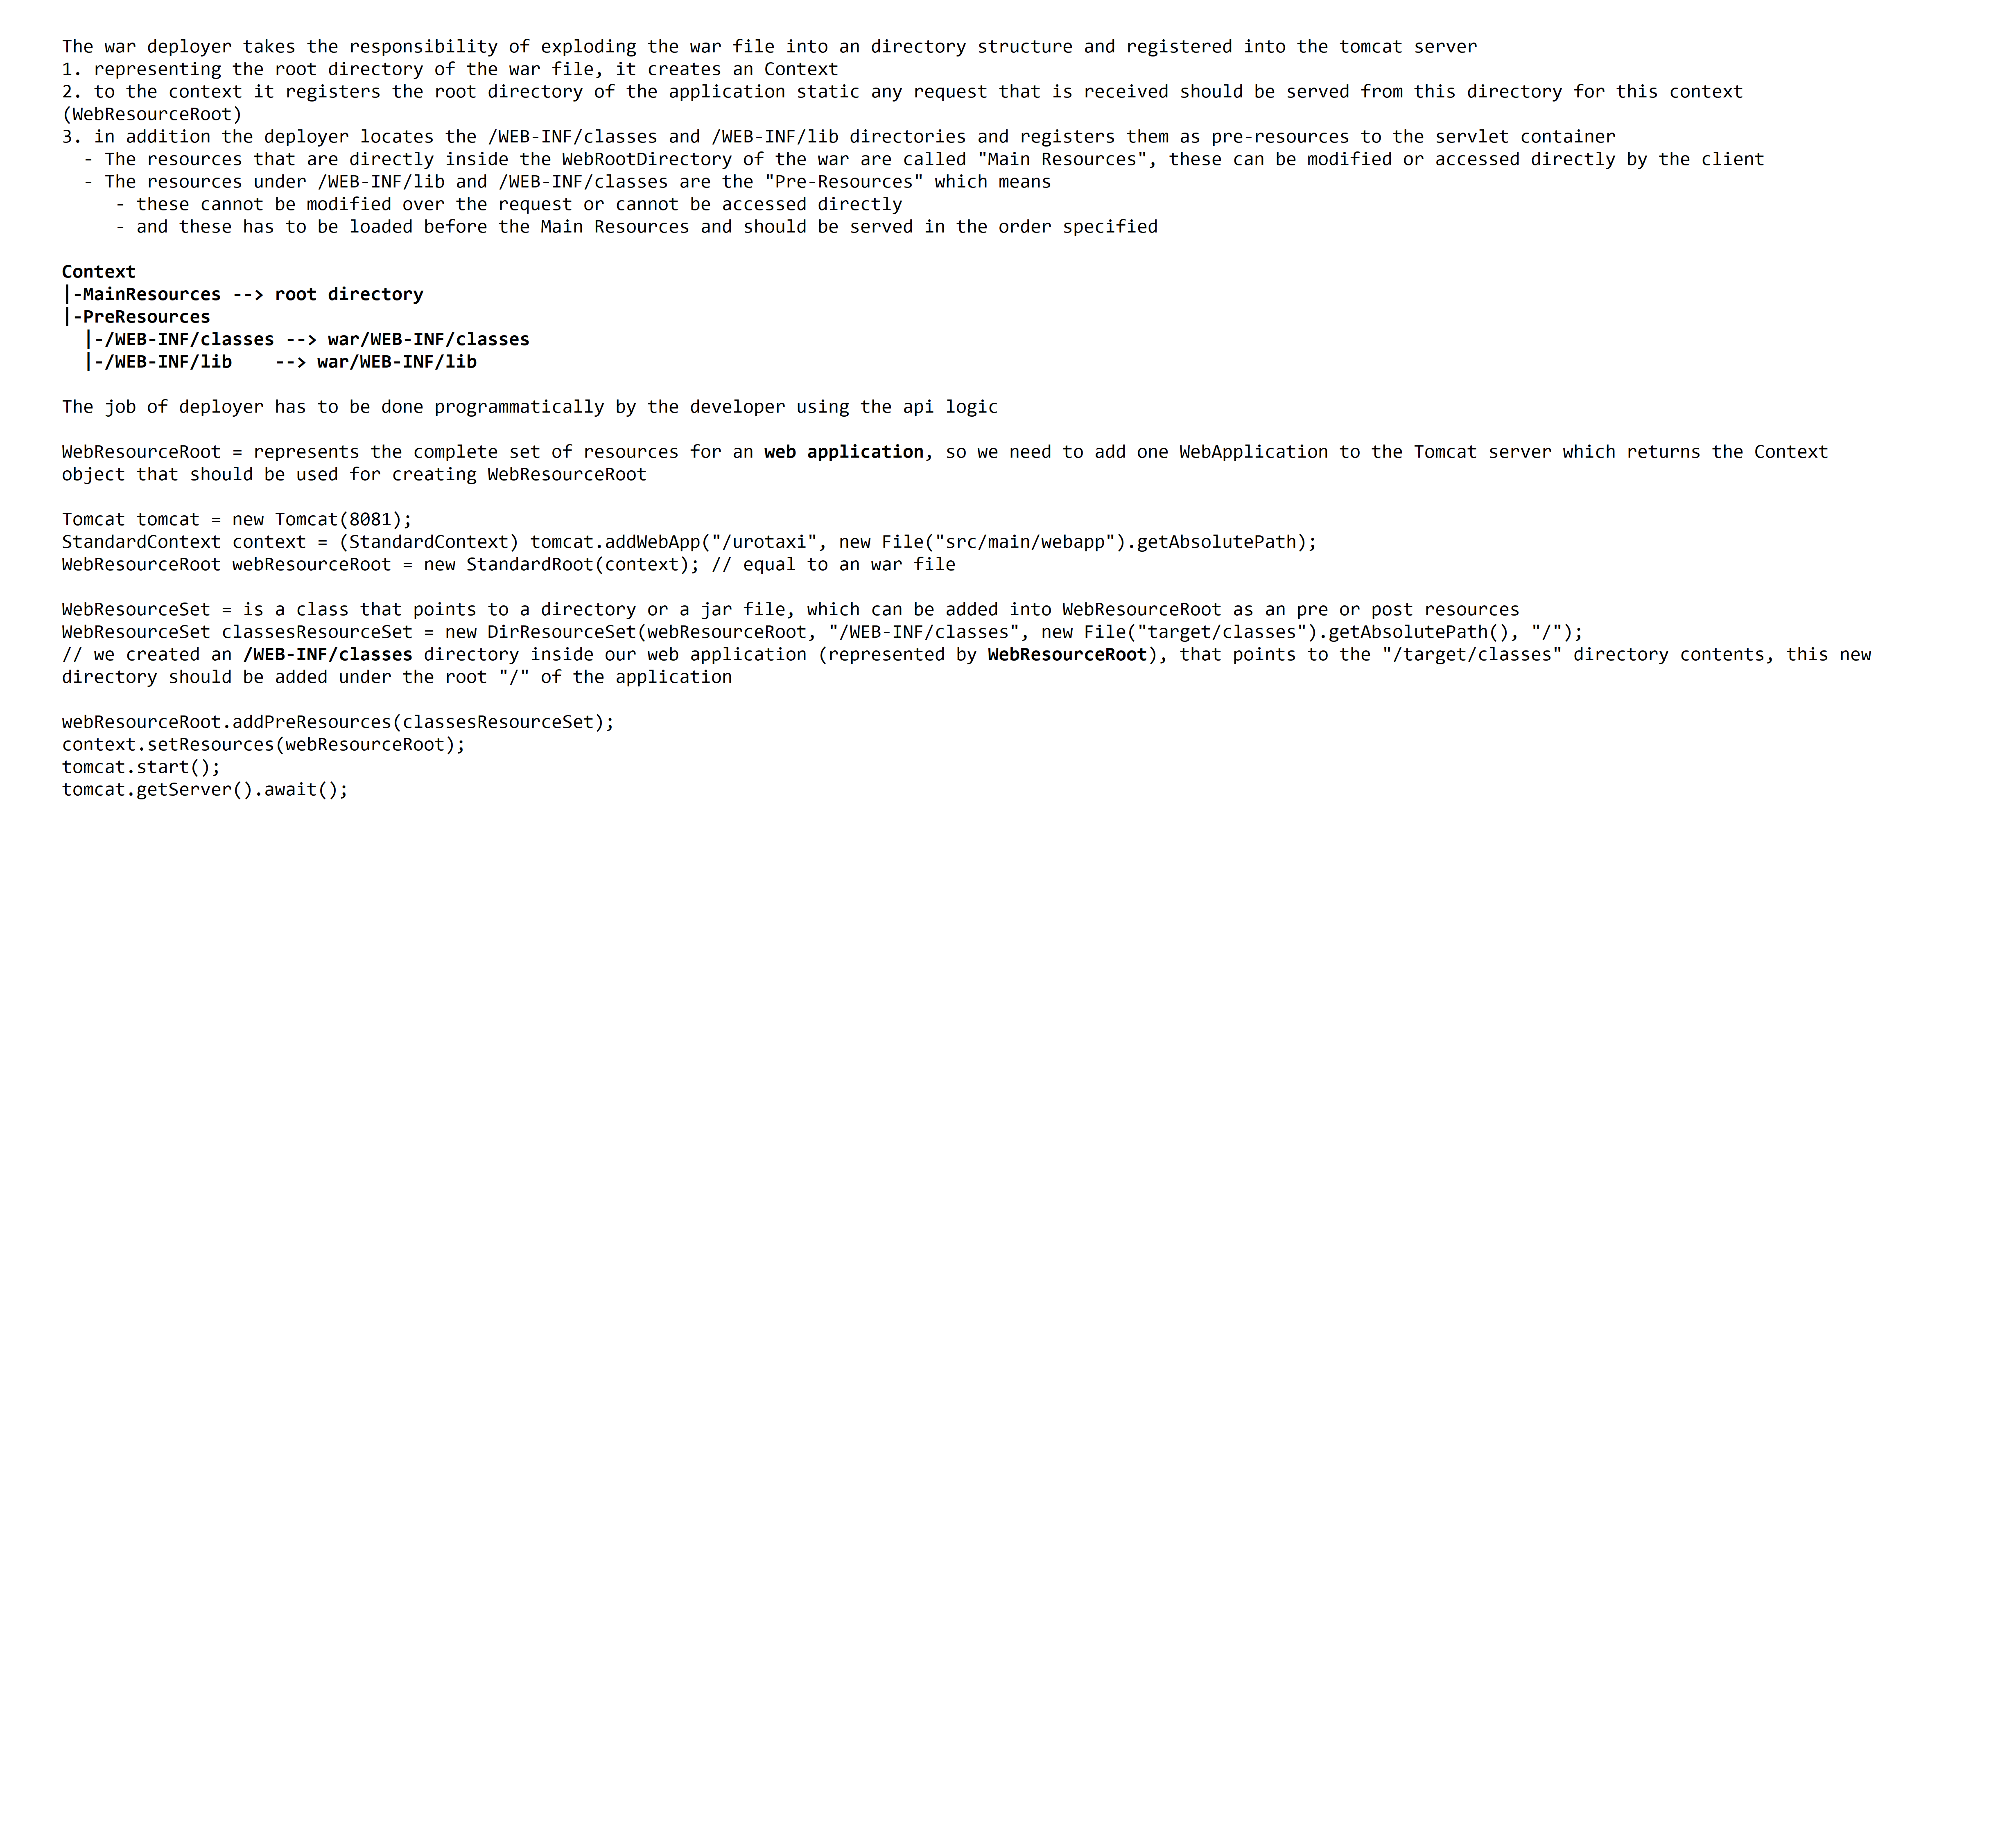 The war deployer takes the responsibility of exploding the war file into an directory structure and registered into the tomcat server
1. representing the root directory of the war file, it creates an Context
2. to the context it registers the root directory of the application static any request that is received should be served from this directory for this context
(WebResourceRoot)
3. in addition the deployer locates the /WEB-INF/classes and /WEB-INF/lib directories and registers them as pre-resources to the servlet container
  - The resources that are directly inside the WebRootDirectory of the war are called "Main Resources", these can be modified or accessed directly by the client
  - The resources under /WEB-INF/lib and /WEB-INF/classes are the "Pre-Resources" which means
     - these cannot be modified over the request or cannot be accessed directly
     - and these has to be loaded before the Main Resources and should be served in the order specified

Context
|-MainResources --> root directory
|-PreResources
  |-/WEB-INF/classes --> war/WEB-INF/classes
  |-/WEB-INF/lib    --> war/WEB-INF/lib

The job of deployer has to be done programmatically by the developer using the api logic

WebResourceRoot = represents the complete set of resources for an web application, so we need to add one WebApplication to the Tomcat server which returns the Context
object that should be used for creating WebResourceRoot

Tomcat tomcat = new Tomcat(8081);
StandardContext context = (StandardContext) tomcat.addWebApp("/urotaxi", new File("src/main/webapp").getAbsolutePath);
WebResourceRoot webResourceRoot = new StandardRoot(context); // equal to an war file

WebResourceSet = is a class that points to a directory or a jar file, which can be added into WebResourceRoot as an pre or post resources
WebResourceSet classesResourceSet = new DirResourceSet(webResourceRoot, "/WEB-INF/classes", new File("target/classes").getAbsolutePath(), "/");
// we created an /WEB-INF/classes directory inside our web application (represented by WebResourceRoot), that points to the "/target/classes" directory contents, this new
directory should be added under the root "/" of the application

webResourceRoot.addPreResources(classesResourceSet);
context.setResources(webResourceRoot);
tomcat.start();
tomcat.getServer().await();